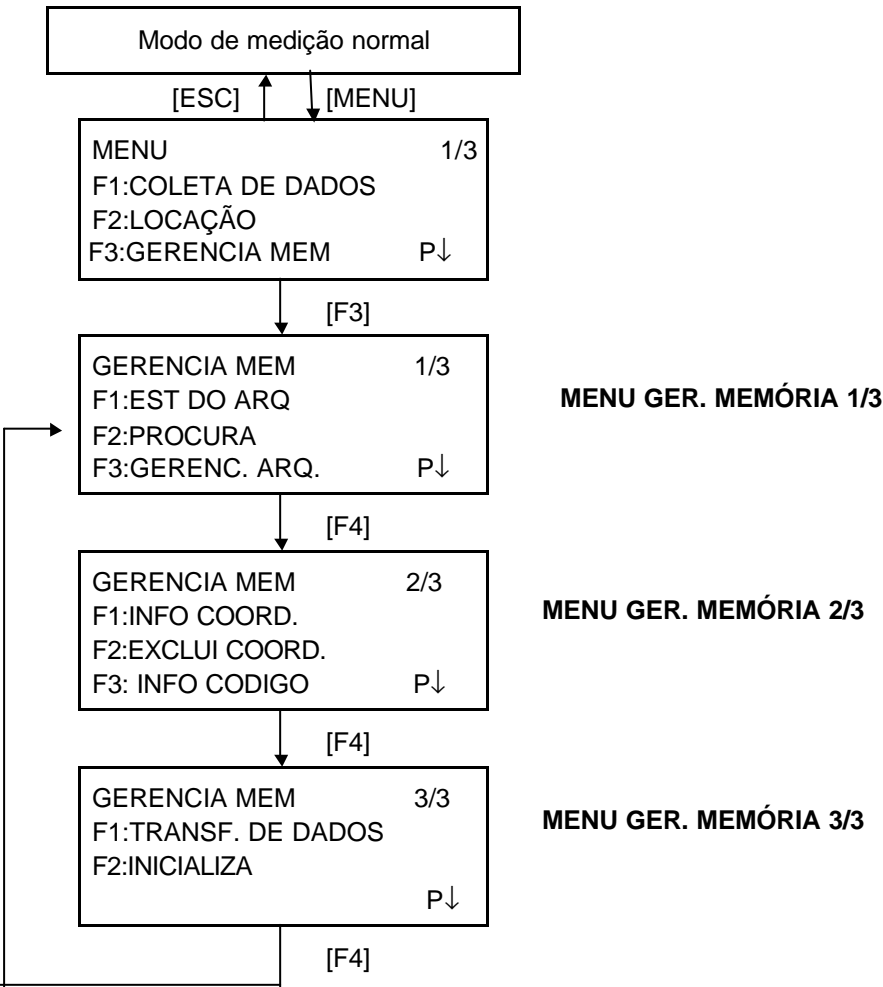 Modo de medição normal
[ESC] [MENU]
MENU 1/3
F1:COLETA DE DADOS
F2:LOCAÇÃO
F3:GERENCIA MEM P↓
[F3]
GERENCIA MEM 1/3
F1:EST DO ARQ
F2:PROCURA
F3:GERENC. ARQ. P↓
MENU GER. MEMÓRIA 1/3
[F4]
GERENCIA MEM 2/3
F1:INFO COORD.
F2:EXCLUI COORD.
F3: INFO CODIGO P↓
MENU GER. MEMÓRIA 2/3
[F4]
GERENCIA MEM 3/3
F1:TRANSF. DE DADOS
F2:INICIALIZA
P↓
MENU GER. MEMÓRIA 3/3
[F4]